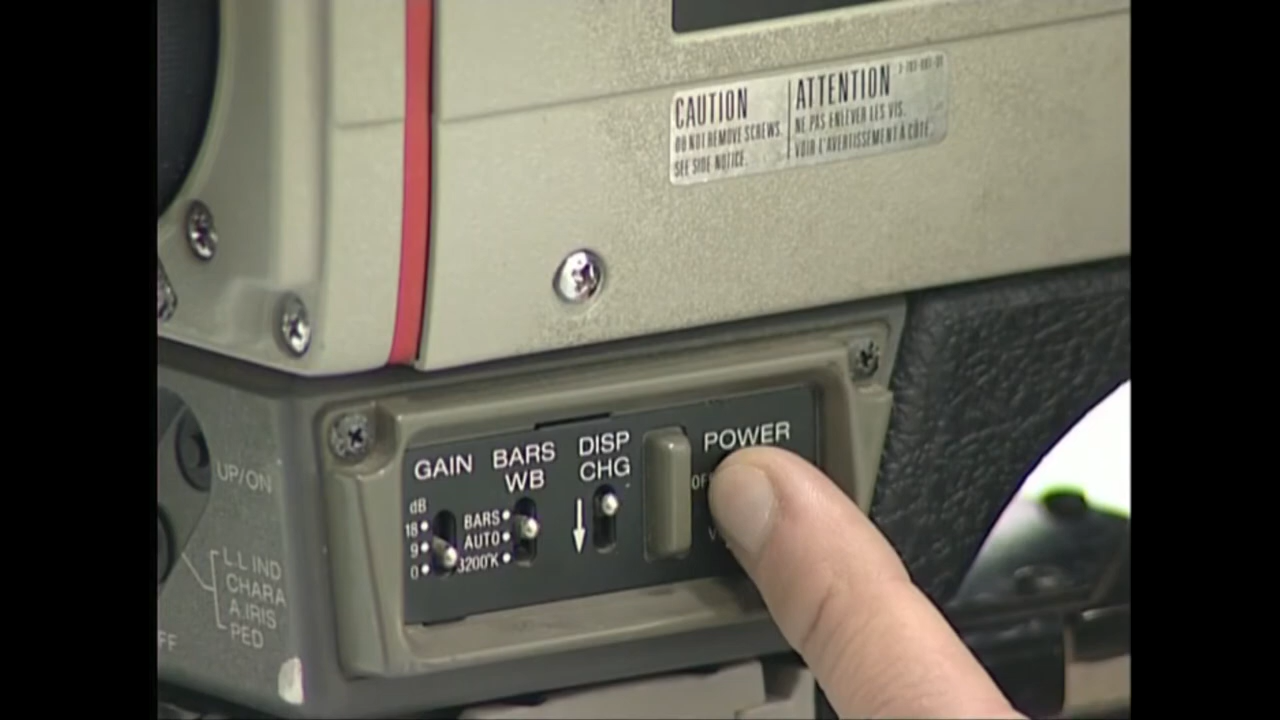 CAUTION
DO NOT REMOVE SCREWS.
SEE SIDE NOTICE.
ATTENTION
NE PAS ENLEVER LES VIS.
VOIR L'AVERTISSEMENT À CÔTÉ.
GAIN
dB
18
9
0
BARS
WB
BARS
AUTO
3200°K
DISP
CHG
POWER
UP/ON
L.L IND
CHARA
A.IRIS
PED